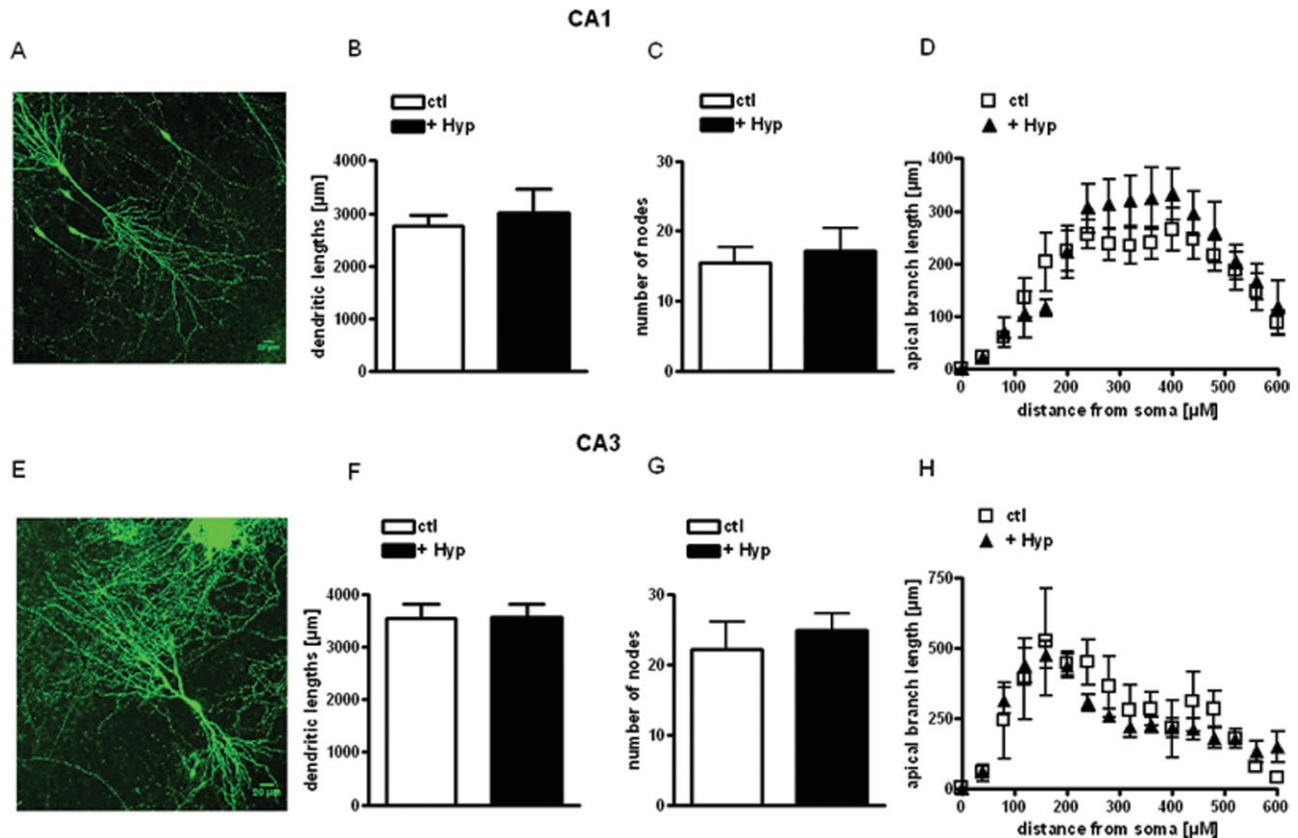 CA1
A
B
C
D
ctl
+ Hyp
ctl
+ Hyp
ctl
+ Hyp
dendritic lengths [µm]
4000
3000
2000
1000
0
number of nodes
30
20
10
0
apical branch length [µm]
400
300
200
100
0
0 100 200 300 400 500 600
distance from soma [µM]
20 µm
CA3
E
F
G
H
ctl
+ Hyp
ctl
+ Hyp
ctl
+ Hyp
dendritic lengths [µm]
4000
3000
2000
1000
0
number of nodes
30
20
10
0
apical branch length [µm]
750
500
250
0
0 100 200 300 400 500 600
distance from soma [µM]
20 µm